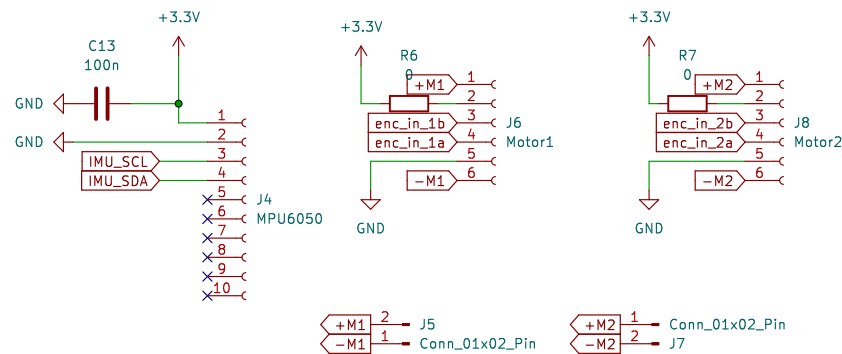 +3.3V
C13
100n
GND
GND
1
2
IMU_SCL 3
IMU_SDA 4
5 J4
6 MPU6050
7
8
9
10
+3.3V
R6
0
+M1 1
2
enc_in_1b 3 J6
enc_in_1a 4 Motor1
5
-M1 6
GND
+3.3V
R7
0
+M2 1
2
enc_in_2b 3 J8
enc_in_2a 4 Motor2
5
-M2 6
GND
+M1 2 J5
-M1 1 Conn_01x02_Pin
+M2 1 Conn_01x02_Pin
-M2 2 J7